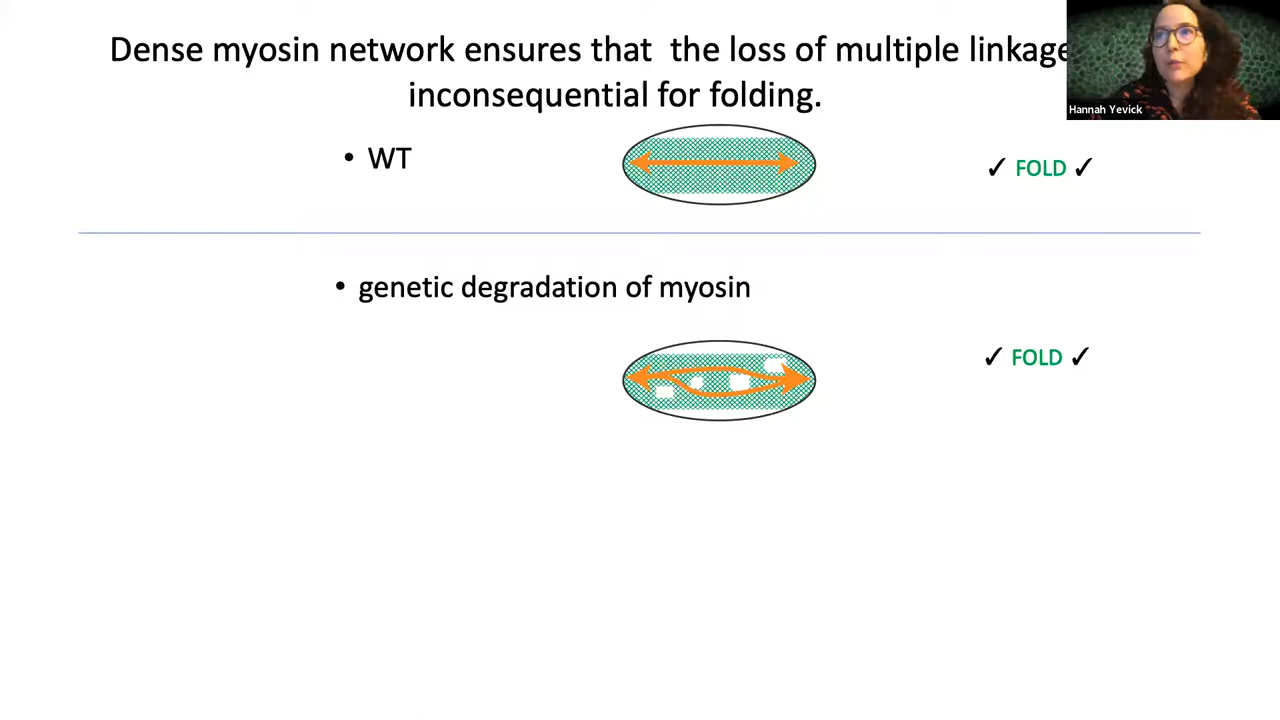 Dense myosin network ensures that the loss of multiple linkage
inconsequential for folding.
Hannah Yevick
• WT
✓ FOLD ✓
• genetic degradation of myosin
✓ FOLD ✓